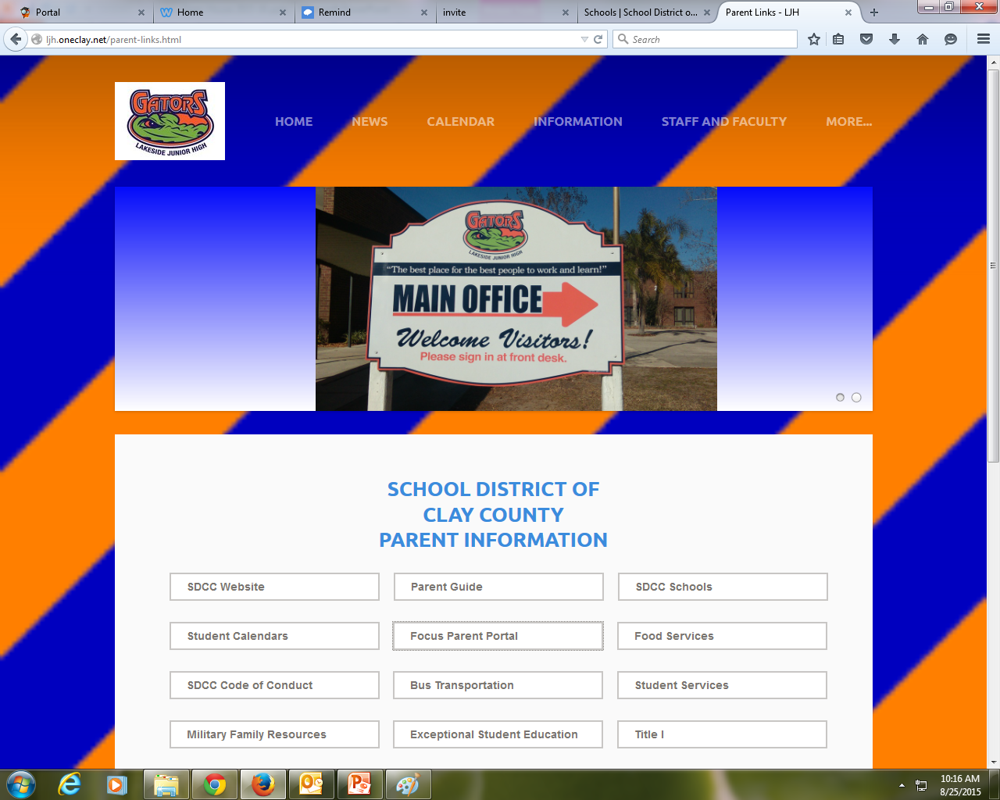 Portal
Home
Remind
invite
Schools | School District o...
Parent Links - LJH
ljh.oneclay.net/parent-links.html
Search
GATORS
LAKESIDE JUNIOR HIGH
HOME
NEWS
CALENDAR
INFORMATION
STAFF AND FACULTY
MORE...
GATORS
LAKESIDE JUNIOR HIGH
"The best place for the best people to work and learn!"
MAIN OFFICE
Welcome Visitors!
Please sign in at front desk.
SCHOOL DISTRICT OF
CLAY COUNTY
PARENT INFORMATION
SDCC Website
Parent Guide
SDCC Schools
Student Calendars
Focus Parent Portal
Food Services
SDCC Code of Conduct
Bus Transportation
Student Services
Military Family Resources
Exceptional Student Education
Title I
10:16 AM
8/25/2015